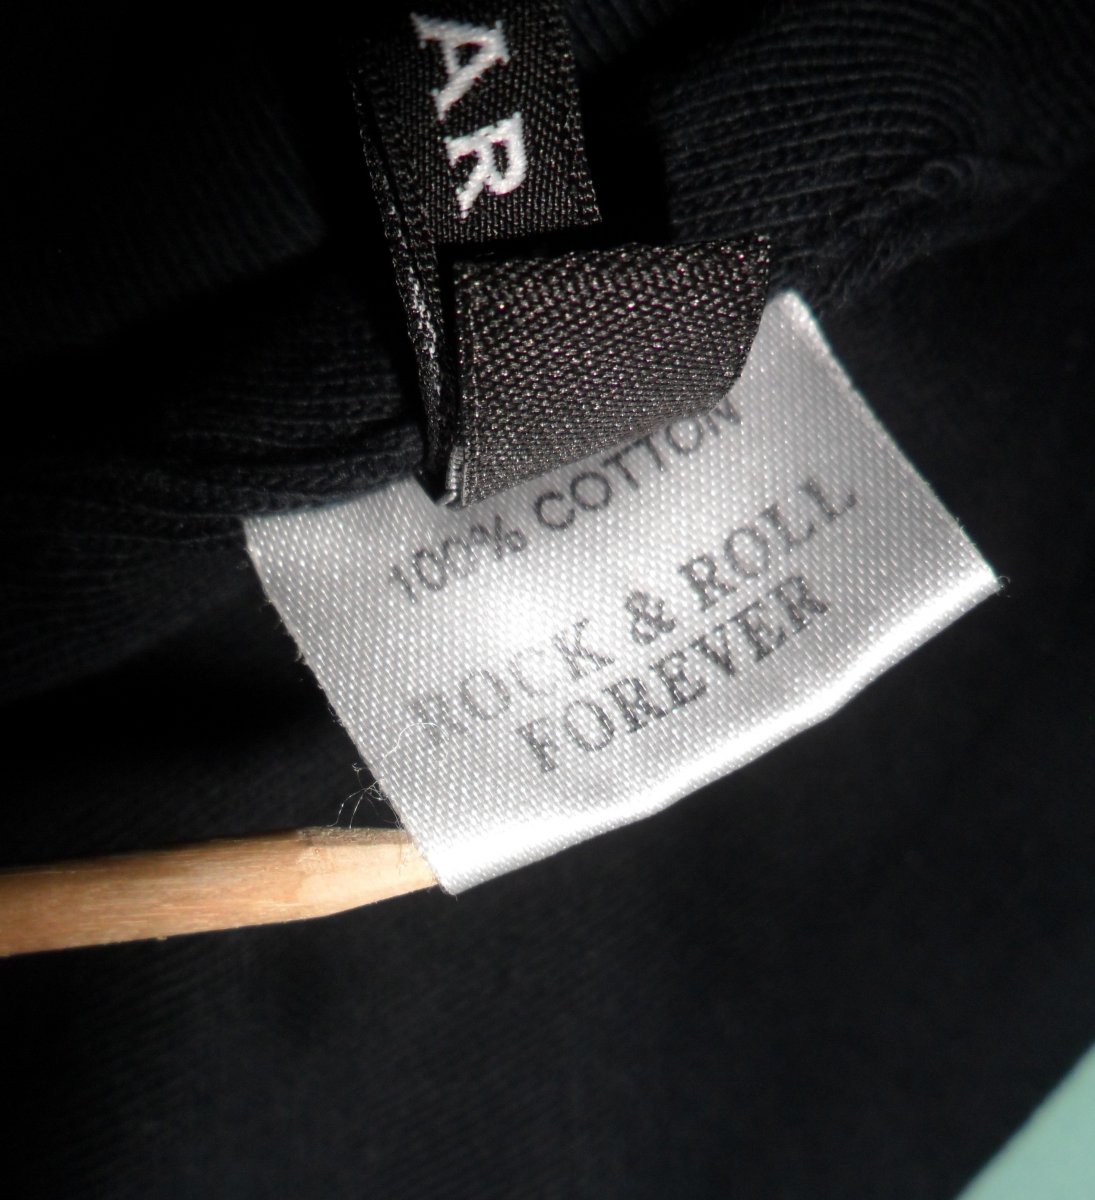 AR
100% COTTON
ROCK & ROLL
FOREVER